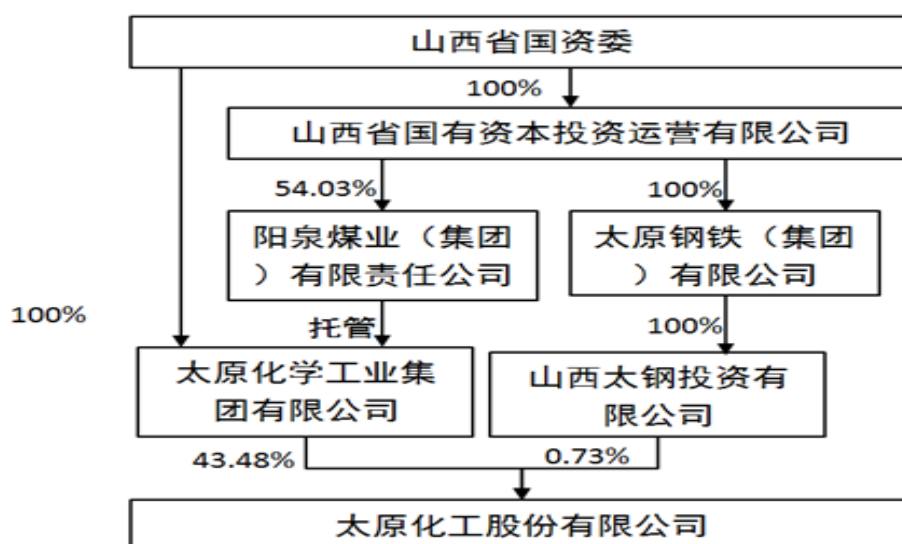 山西省国资委
100%
山西省国有资本投资运营有限公司
54.03%
100%
阳泉煤业（集团
）有限责任公司
太原钢铁（集团
）有限公司
100%
托管
100%
太原化学工业集
团有限公司
山西太钢投资有
限公司
43.48%
0.73%
太原化工股份有限公司